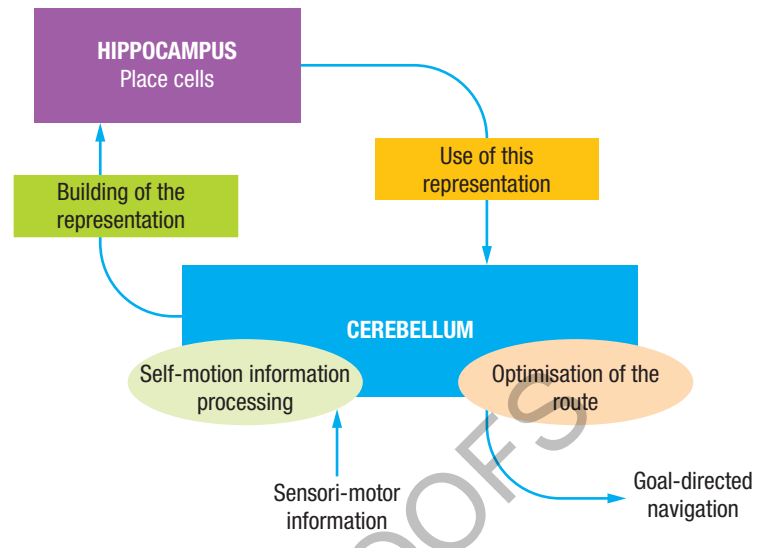 HIPPOCAMPUS
Place cells
Use of this
representation
Building of the
representation
CEREBELLUM
Self-motion information
processing
Optimisation of the
route
Sensori-motor
information
Goal-directed
navigation
OOFS